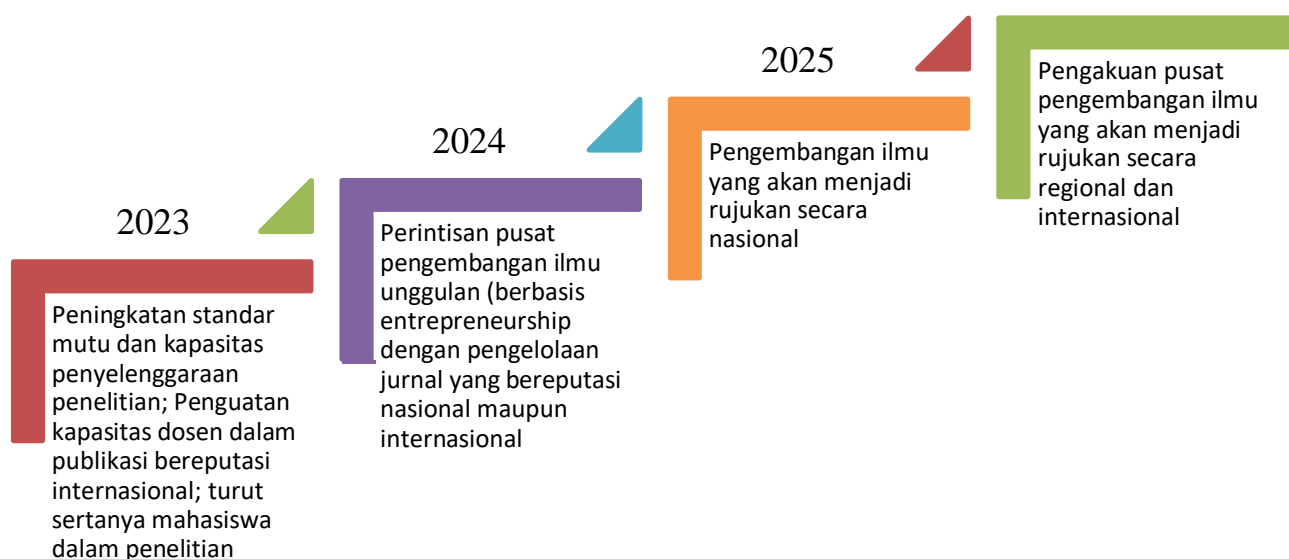 2023
Peningkatan standar
mutu dan kapasitas
penyelenggaraan
penelitian; Penguatan
kapasitas dosen dalam
publikasi bereputasi
internasional; turut
sertanya mahasiswa
dalam penelitian
2024
Perintisan pusat
pengembangan ilmu
unggulan (berbasis
entrepreneurship
dengan pengelolaan
jurnal yang bereputasi
nasional maupun
internasional
2025
Pengembangan ilmu
yang akan menjadi
rujukan secara
nasional
Pengakuan pusat
pengembangan ilmu
yang akan menjadi
rujukan secara
regional dan
internasional